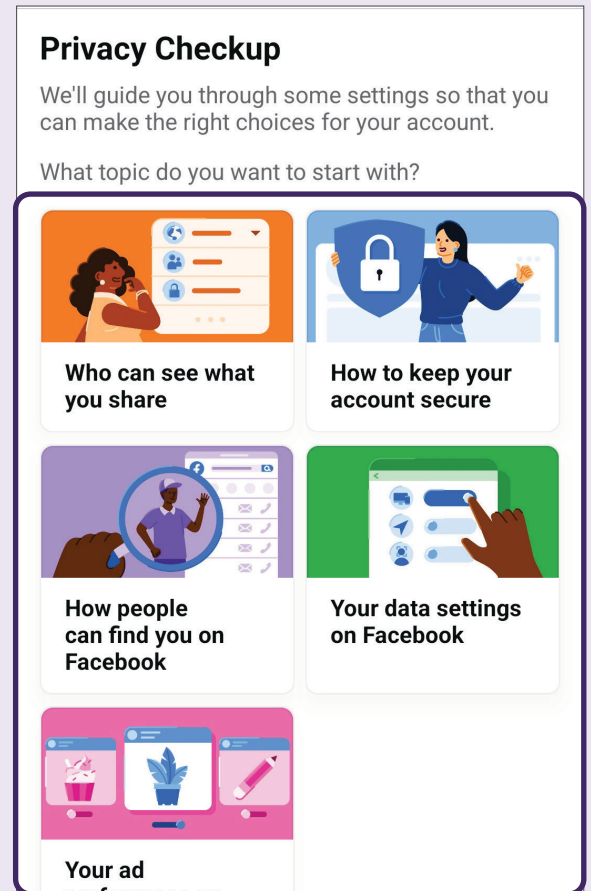 Privacy Checkup
We'll guide you through some settings so that you
can make the right choices for your account.
What topic do you want to start with?
Who can see what
you share
How to keep your
account secure
How people
can find you on
Facebook
Your data settings
on Facebook
Your ad